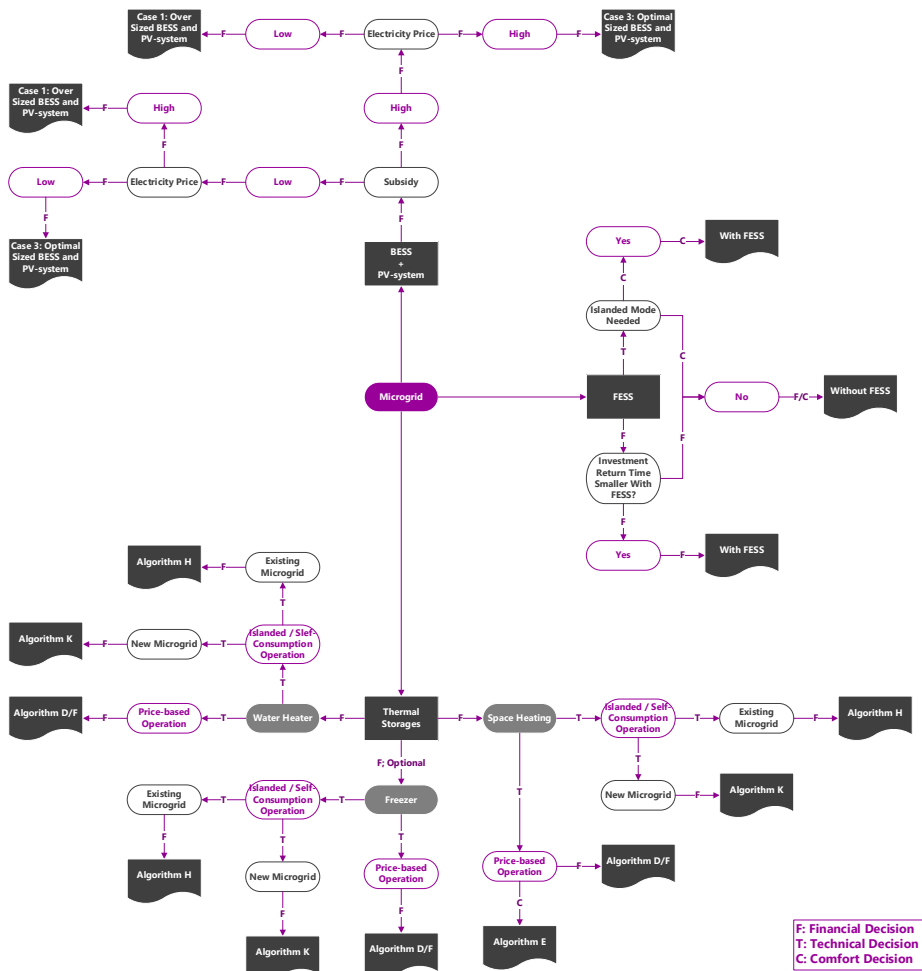 Case 1: Over
Sized BESS and
PV-system
F
Low
F
Electricity Price
F
High
F
Case 3: Optimal
Sized BESS and
PV-system
F
Case 1: Over
Sized BESS and
PV-system
F
High
High
F
F
Low
F
Electricity Price
F
Low
F
Subsidy
F
F
Case 3: Optimal
Sized BESS and
PV-system
BESS
+
PV-system
Yes
C
With FESS
C
Islanded Mode
Needed
T
C
Microgrid
FESS
No
F/C
Without FESS
F
F
Investment
Return Time
Smaller With
FESS?
F
Yes
F
With FESS
Algorithm H
F
Existing
Microgrid
T
Algorithm K
F
New Microgrid
T
Islanded / Slef-
Consumption
Operation
T
Algorithm D/F
F
Price-based
Operation
T
Water Heater
F
Thermal
Storages
F
Space Heating
T
Islanded / Self-
Consumption
Operation
T
Existing
Microgrid
F
Algorithm H
F; Optional
T
T
New Microgrid
F
Algorithm K
Existing
Microgrid
T
Islanded / Self-
Consumption
Operation
T
Freezer
F
T
T
Algorithm H
New Microgrid
Price-based
Operation
Price-based
Operation
F
Algorithm D/F
F
F
C
Algorithm K
Algorithm D/F
Algorithm E
F: Financial Decision
T: Technical Decision
C: Comfort Decision